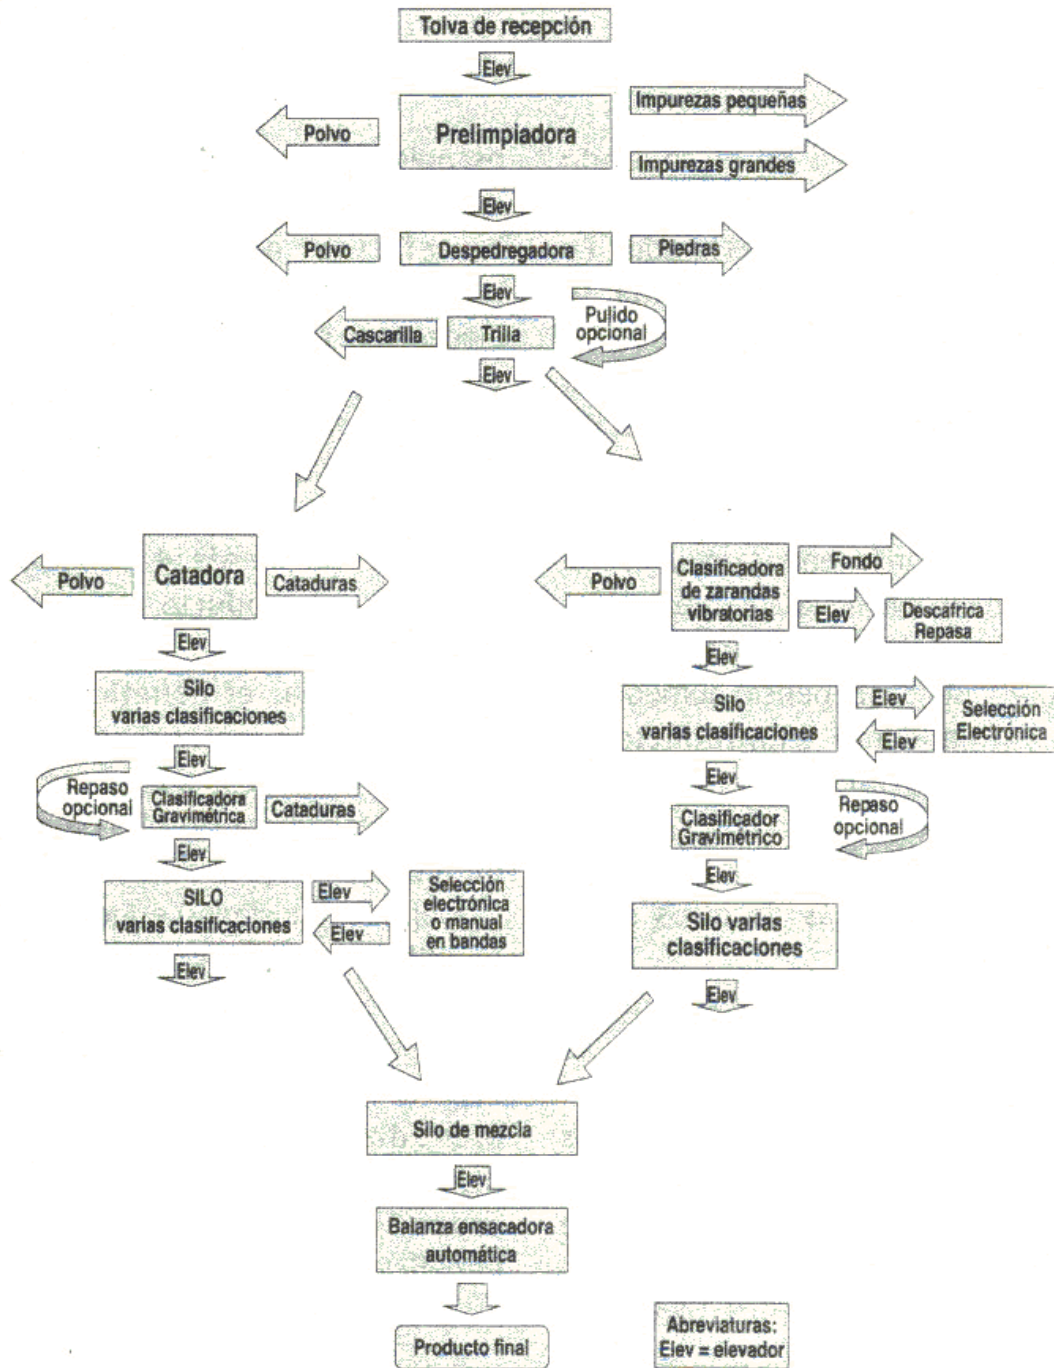 Tolva de recepción
Elev
Impurezas pequeñas
Polvo
Prelimpiadora
Impurezas grandes
Elev
Polvo
Despedregadora
Piedras
Elev
Cascarilla
Trilla
Pulido
opcional
Elev
Polvo
Catadora
Cataduras
Elev
Silo
varias clasificaciones
Elev
Repaso
opcional
Clasificadora
Gravimétrica
Cataduras
Elev
SILO
varias clasificaciones
Elev
Elev
Selección
electrónica
o manual
en bandas
Elev
Polvo
Clasificadora
de zarandas
vibratorias
Fondo
Elev
Descafrica
Repasa
Elev
Silo
varias clasificaciones
Elev
Elev
Selección
Electrónica
Elev
Clasificador
Gravimétrico
Repaso
opcional
Elev
Silo varias
clasificaciones
Elev
Silo de mezcla
Elev
Balanza ensacadora
automática
Producto final
Abreviaturas:
Elev = elevador